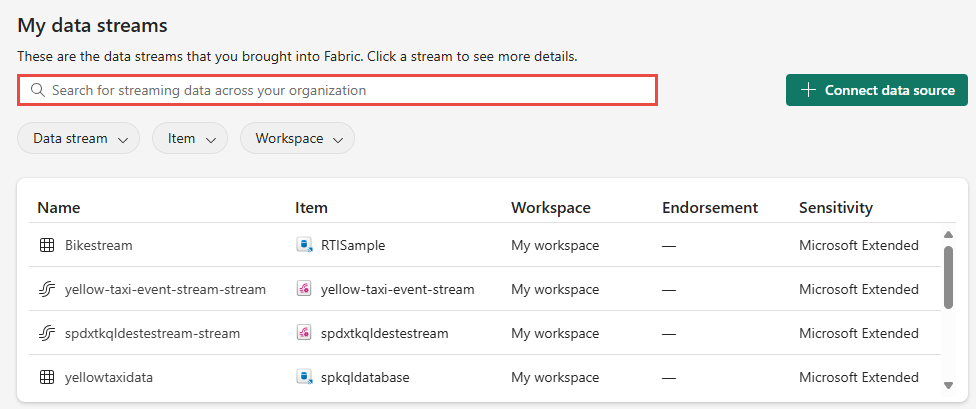 My data streams
These are the data streams that you brought into Fabric. Click a stream to see more details.
Search for streaming data across your organization
Connect data source
Data stream Item Workspace
Name Item Workspace Endorsement Sensitivity
Bikestream RTISample My workspace — Microsoft Extended
yellow-taxi-event-stream-stream yellow-taxi-event-stream My workspace — Microsoft Extended
spdxtkqldestestream-stream spdxtkqldestestream My workspace — Microsoft Extended
yellowtaxidata spkqldatabase My workspace — Microsoft Extended